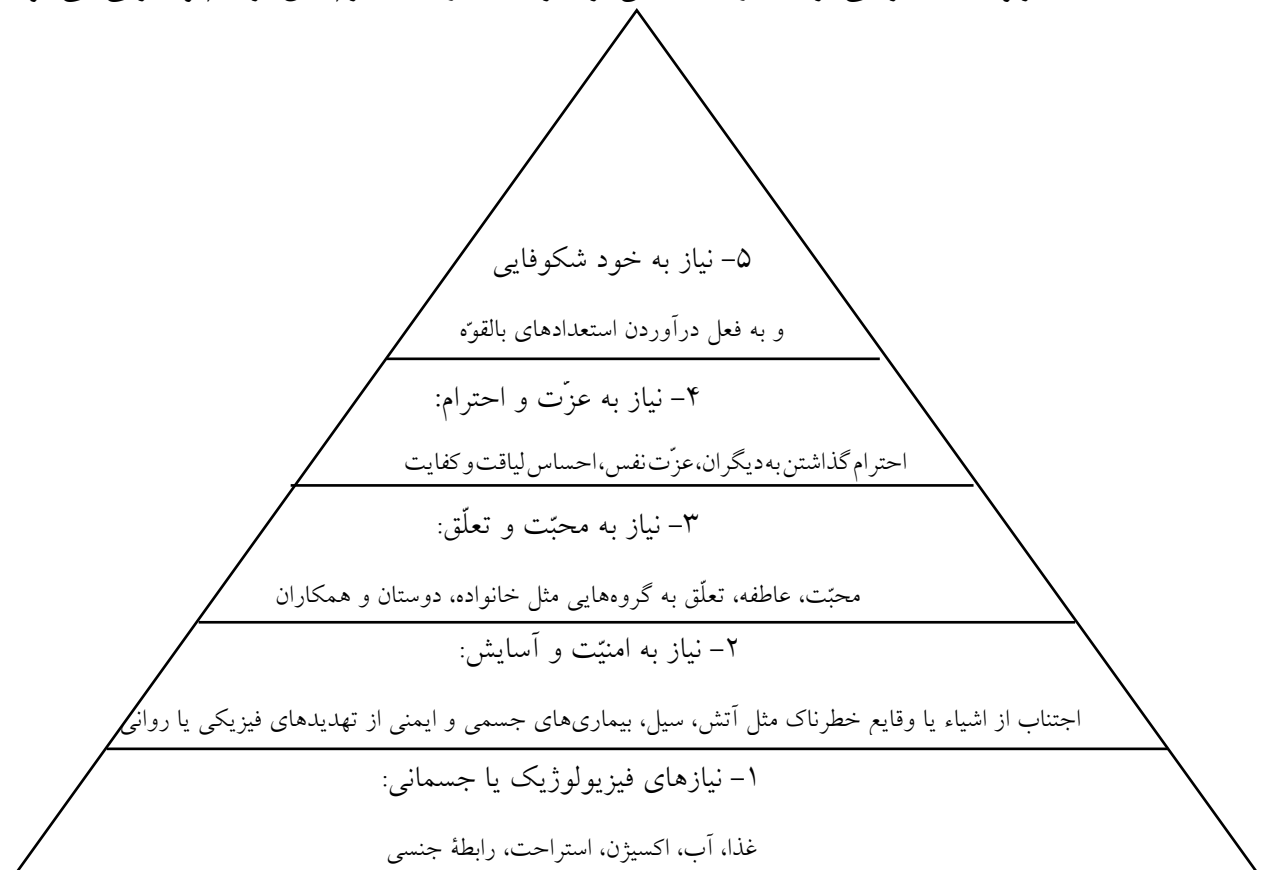 ۵– نیاز به خود شکوفایی
و به فعل درآوردن استعدادهای بالقوّه
۴– نیاز به عزّت و احترام:
احترام گذاشتن به دیگران، عزّت نفس، احساس لیاقت و کفایت
۳– نیاز به محبّت و تعلّق:
محبّت، عاطفه، تعلّق به گروه‌هایی مثل خانواده، دوستان و همکاران
۲– نیاز به امنیّت و آسایش:
اجتناب از اشیاء یا وقایع خطرناک مثل آتش، سیل، بیماری‌های جسمی و ایمنی از تهدیدهای فیزیکی یا روانی
۱– نیازهای فیزیولوژیک یا جسمانی:
غذا، آب، اکسیژن، استراحت، رابطهٔ جنسی